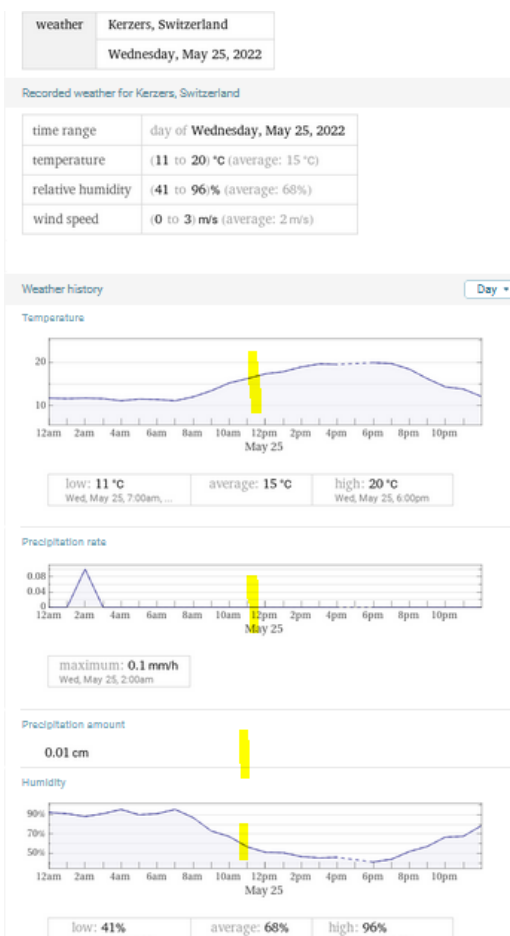 weather Kerzers, Switzerland
Wednesday, May 25, 2022
Recorded weather for Kerzers, Switzerland
time range day of Wednesday, May 25, 2022
temperature (11 to 20) °C (average: 15 °C)
relative humidity (41 to 96)% (average: 68%)
wind speed (0 to 3) m/s (average: 2 m/s)
Weather history Day
Temperature
20
10
12am 2am 4am 6am 8am 10am 12pm 2pm 4pm 6pm 8pm 10pm
May 25
low: 11 °C average: 15 °C high: 20 °C
Wed, May 25, 7:00am, ... Wed, May 25, 6:00pm
Precipitation rate
0.08
0.04
0
12am 2am 4am 6am 8am 10am 12pm 2pm 4pm 6pm 8pm 10pm
May 25
maximum: 0.1 mm/h
Wed, May 25, 2:00am
Precipitation amount
0.01 cm
Humidity
90%
70%
50%
12am 2am 4am 6am 8am 10am 12pm 2pm 4pm 6pm 8pm 10pm
May 25
low: 41% average: 68% high: 96%